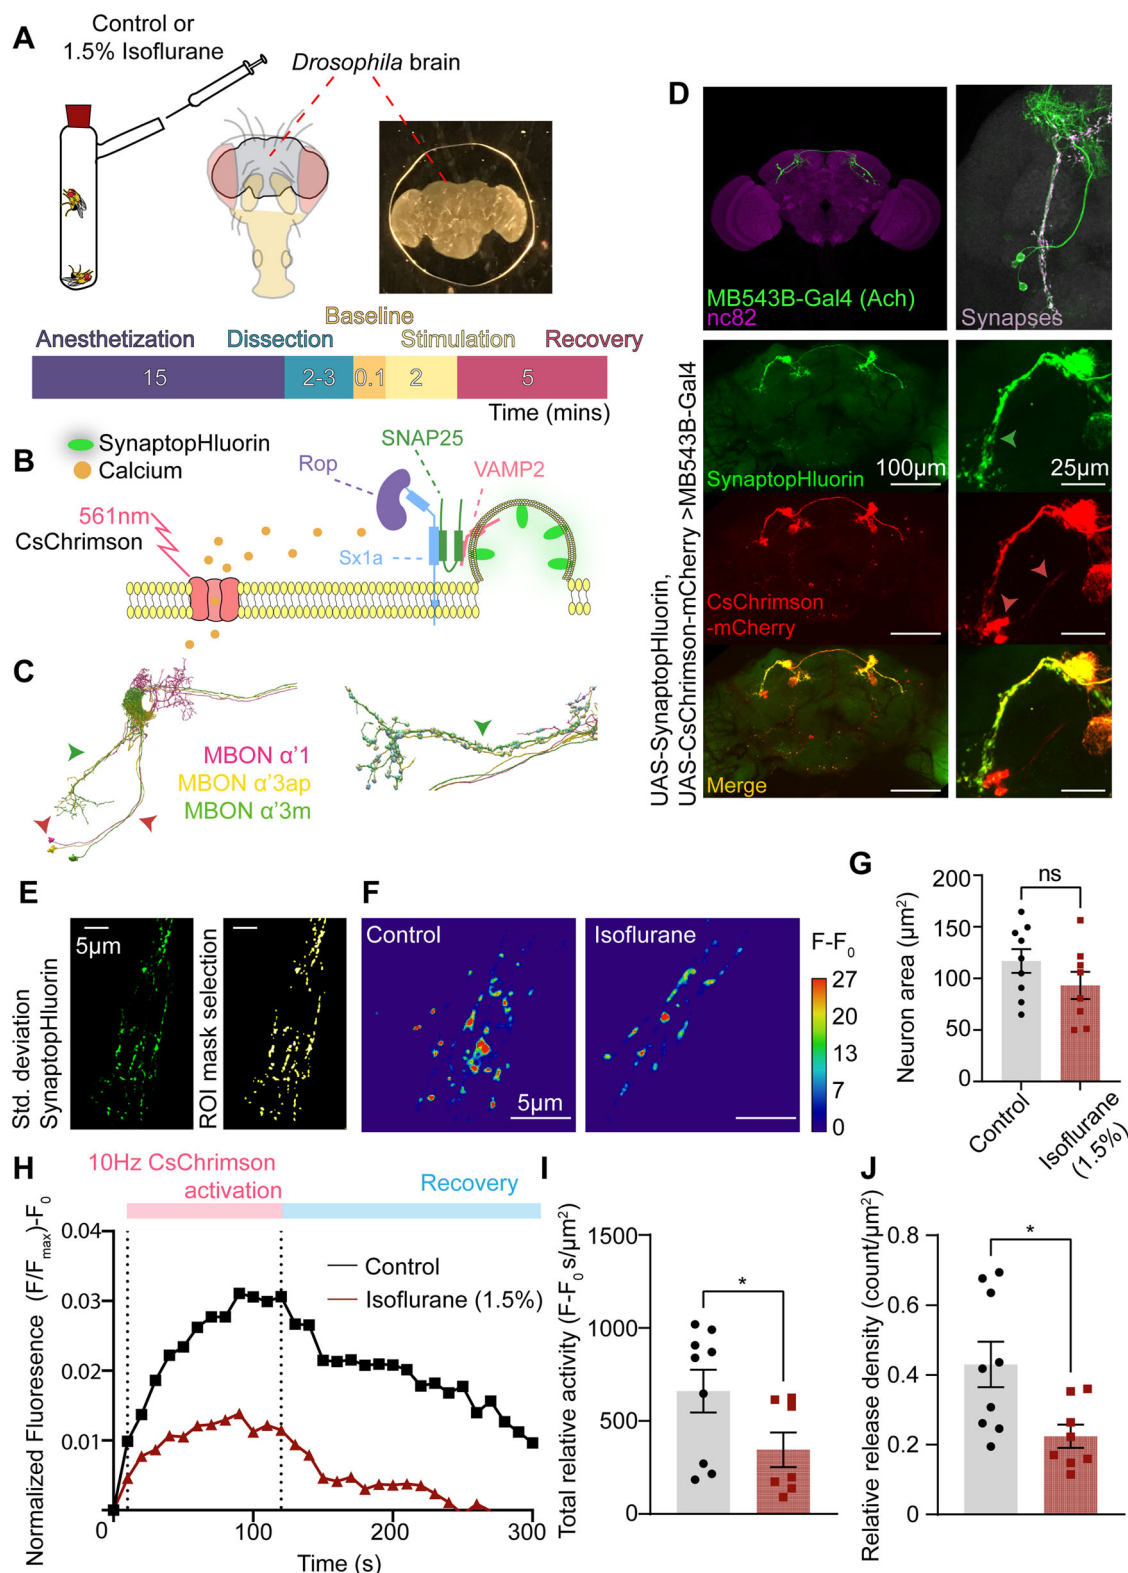 A
Control or
1.5% Isoflurane
Drosophila brain
Baseline
Anesthetization
Dissection
Stimulation
Recovery
15
2-3
0.1
2
5
Time (mins)
B
SynaptopHluorin
Calcium
561nm
CsChrimson
Rop
SNAP25
VAMP2
Sx1a
C
MBON α'1
MBON α'3ap
MBON α'3m
D
MB543B-Gal4 (Ach)
nc82
Synapses
UAS-SynaptopHluorin,
UAS-CsChrimson-mCherry >MB543B-Gal4
100µm
SynaptopHluorin
25µm
CsChrimson
-mCherry
Merge
E
Std. deviation
SynaptopHluorin
5µm
ROI mask selection
F
Control
5µm
Isoflurane
F-F0
27
20
13
7
0
G
Neuron area (µm²)
200
150
100
50
0
ns
Control
Isoflurane
(1.5%)
H
10Hz CsChrimson
activation
Recovery
Normalized Fluoresence (F/Fmax)-F0
0.04
0.03
0.02
0.01
Control
Isoflurane (1.5%)
0
100
200
300
Time (s)
I
Total relative activity (F-F0 s/µm²)
1500
1000
500
0
*
J
Relative release density (count/µm²)
0.8
0.6
0.4
0.2
0
*